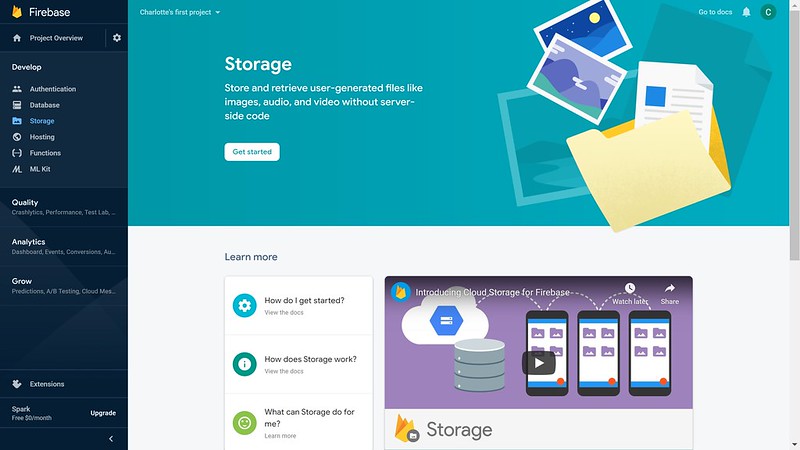 Firebase
Project Overview
Develop
Authentication
Database
Storage
Hosting
Functions
ML Kit
Quality
Crashlytics, Performance, Test Lab, ...
Analytics
Dashboard, Events, Conversions, Au...
Grow
Predictions, A/B Testing, Cloud Mes...
Extensions
Spark
Free $0/month
Upgrade
Charlotte's first project
Go to docs
C
Storage
Store and retrieve user-generated files like
images, audio, and video without server-
side code
Get started
Learn more
How do I get started?
View the docs
How does Storage work?
View the docs
What can Storage do for
me?
Learn more
Introducing Cloud Storage for Firebase
Watch later
Share
Storage